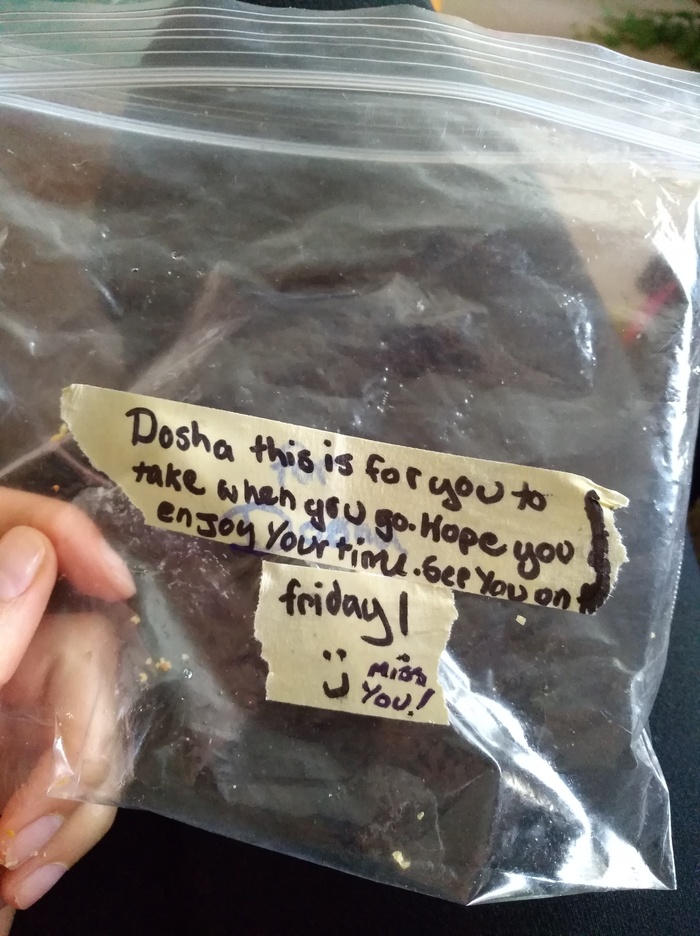 Dosha this is for you to
take when you go. Hope you
enjoy your time. See You on
friday!
:)
Miss
You!